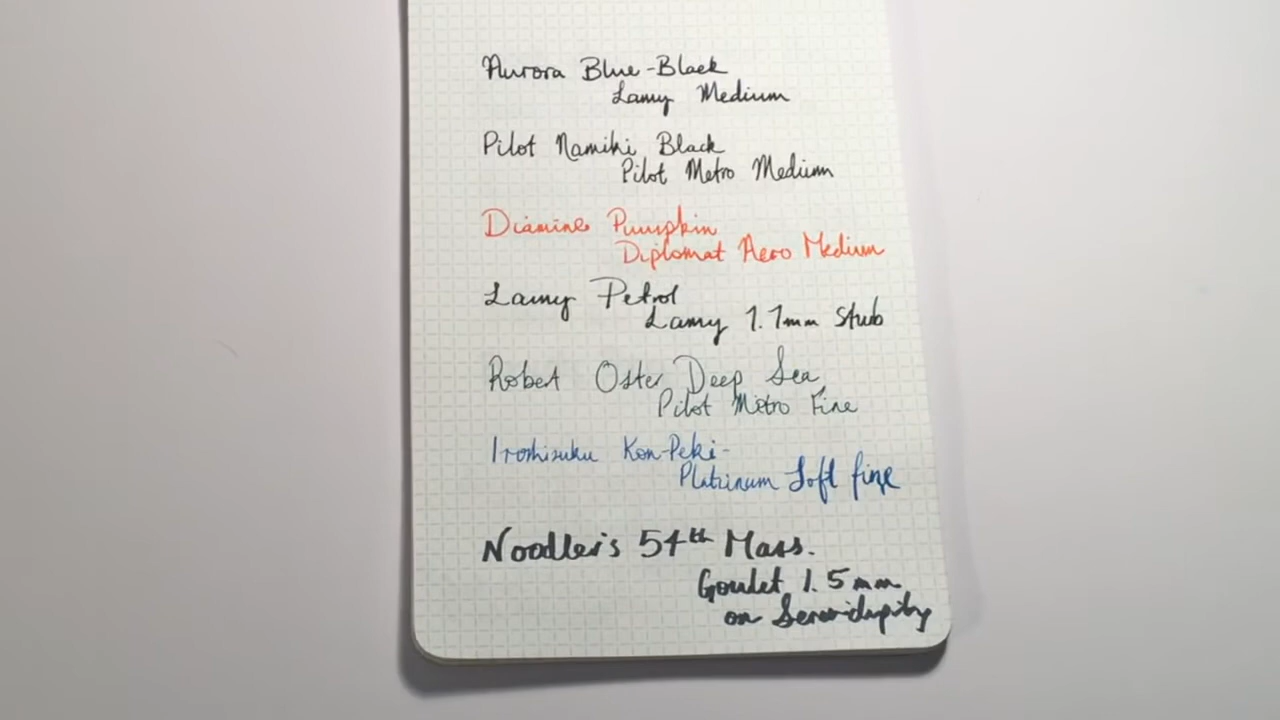 Aurora Blue-Black
Lamy Medium
Pilot Namiki Black
Pilot Metro Medium
Diamine Pumpkin
Diplomat Aero Medium
Lamy Petrol
Lamy 1.1mm Stub
Robert Oster Deep Sea
Pilot Metro Fine
Iroshizuku Kon-Peki-
Platinum Soft fine
Noodler's 54th Mass.
Goulet 1.5mm
on Serendipity